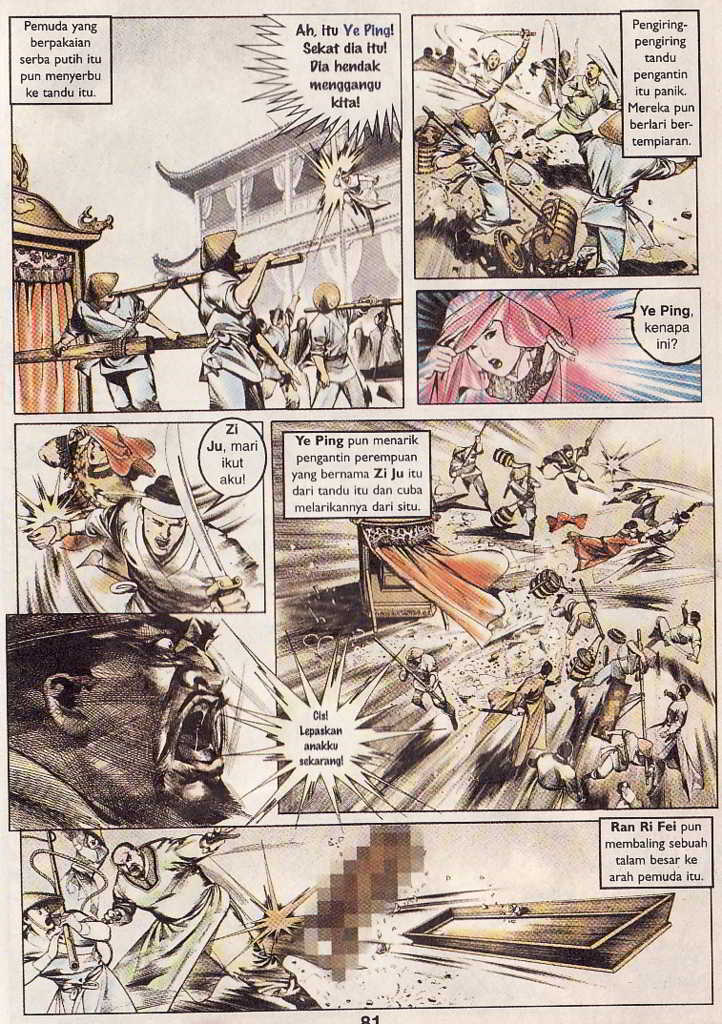 Pemuda yang
berpakaian
serba putih itu
pun menyerbu
ke tandu itu.
Ah, itu Ye Ping!
Sekat dia itu!
Dia hendak
menggangu
kita!
Pengiring-
pengiring
tandu
pengantin
itu panik.
Mereka pun
berlari ber-
tempiaran.
Ye Ping,
kenapa
ini?
Zi
Ju, mari
ikut
aku!
Ye Ping pun menarik
pengantin perempuan
yang bernama Zi Ju itu
dari tandu itu dan cuba
melarikannya dari situ.
Cis!
Lepaskan
anakku
sekarang!
Ran Ri Fei pun
membaling sebuah
talam besar ke
arah pemuda itu.
81